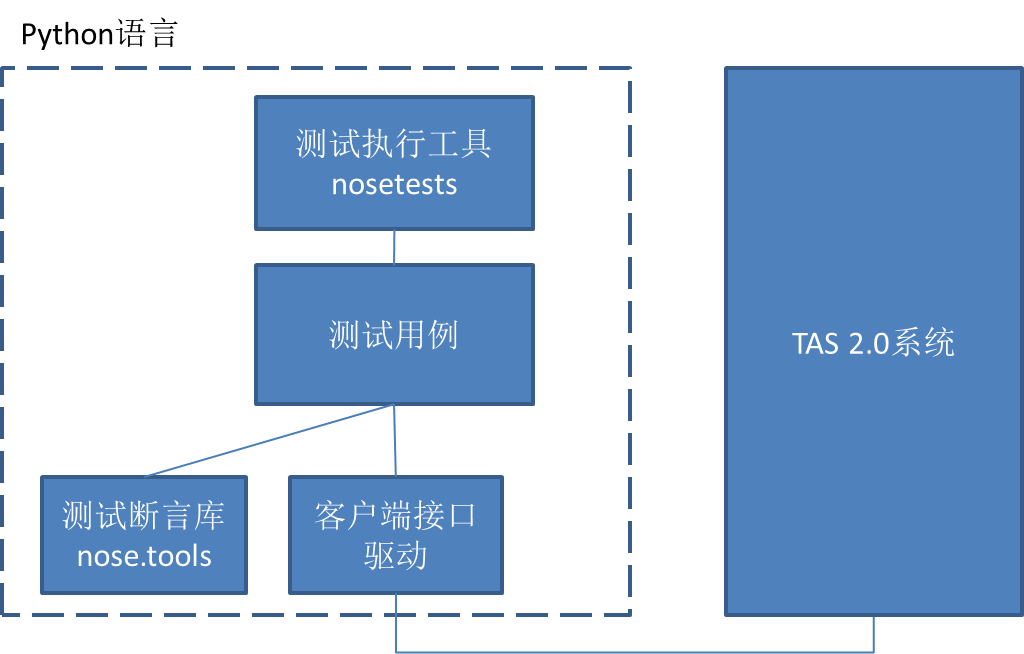 Python语言
测试执行工具
nosetests
测试用例
TAS 2.0系统
测试断言库
nose.tools
客户端接口
驱动